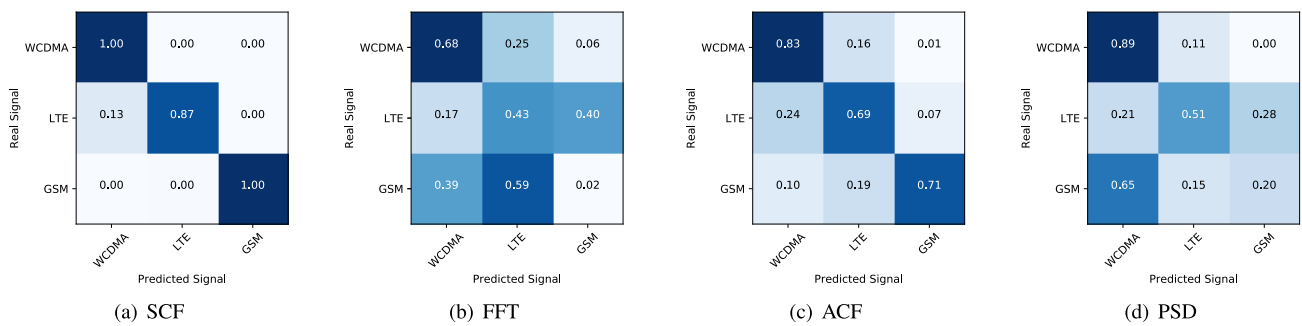 Real Signal
WCDMA 1.00 0.00 0.00
LTE 0.13 0.87 0.00
GSM 0.00 0.00 1.00
WCDMA LTE GSM
Predicted Signal
(a) SCF
Real Signal
WCDMA 0.68 0.25 0.06
LTE 0.17 0.43 0.40
GSM 0.39 0.59 0.02
WCDMA LTE GSM
Predicted Signal
(b) FFT
Real Signal
WCDMA 0.83 0.16 0.01
LTE 0.24 0.69 0.07
GSM 0.10 0.19 0.71
WCDMA LTE GSM
Predicted Signal
(c) ACF
Real Signal
WCDMA 0.89 0.11 0.00
LTE 0.21 0.51 0.28
GSM 0.65 0.15 0.20
WCDMA LTE GSM
Predicted Signal
(d) PSD